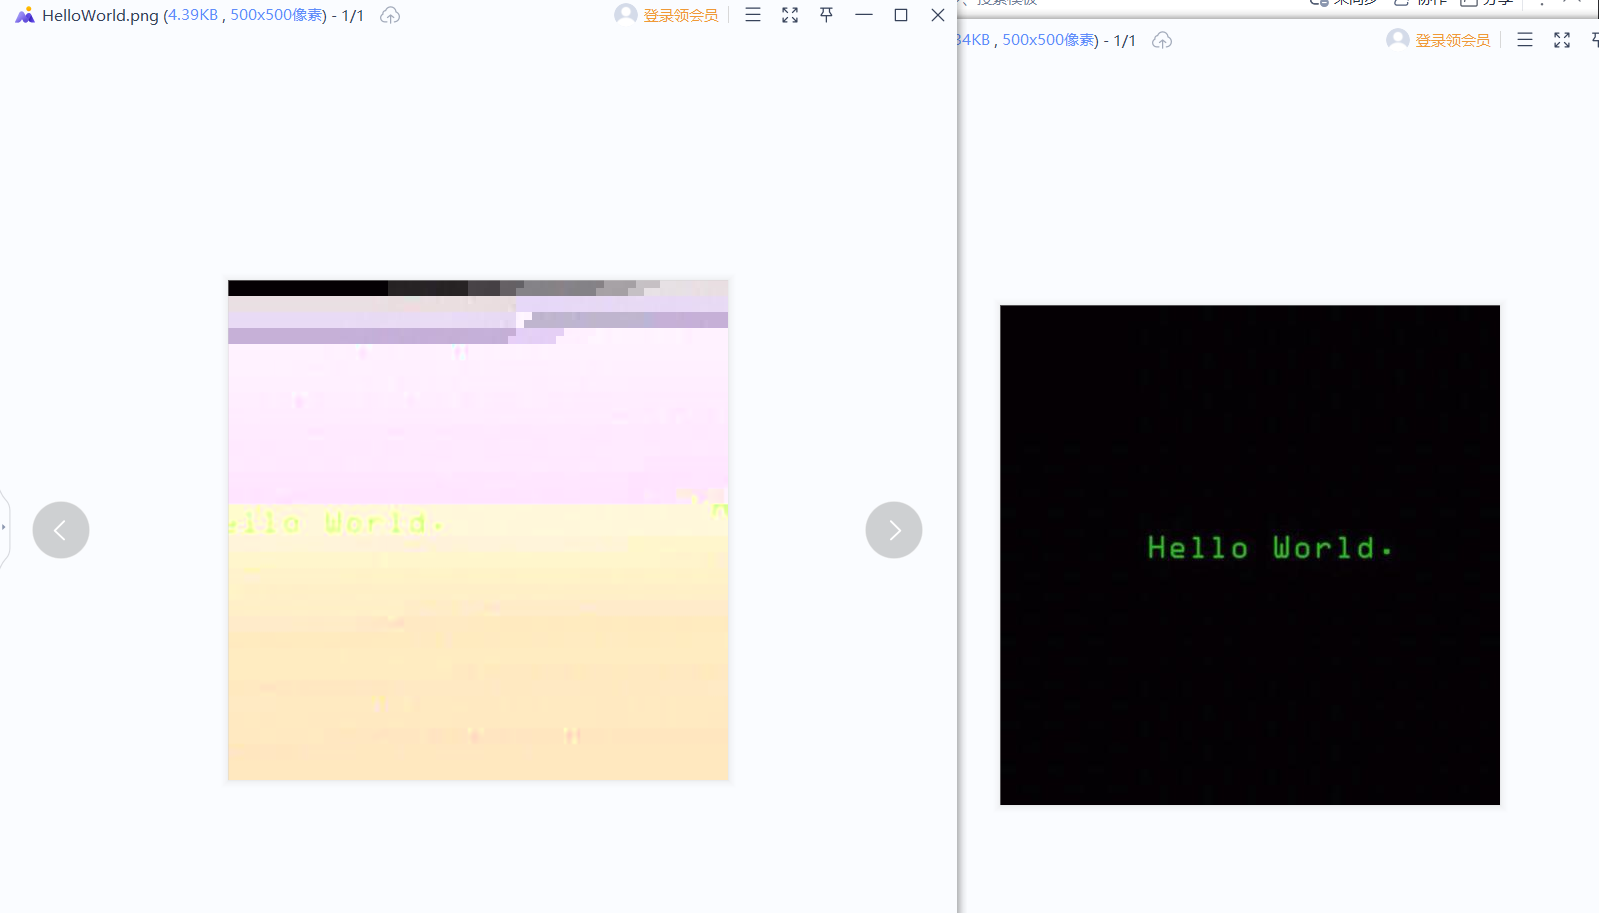 HelloWorld.png (4.39KB , 500x500像素) - 1/1
登录领会员
34KB , 500x500像素) - 1/1
登录领会员
ello World.
Hello World.